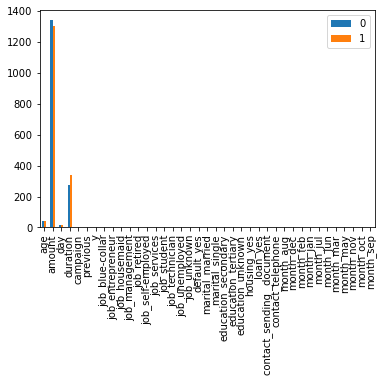 1400
1200
1000
800
600
400
200
0
0
1
age
amount
day
duration
campaign
previous
y
job_blue-collar
job_entrepreneur
job_housemaid
job_management
job_retired
job_self-employed
job_services
job_student
job_technician
job_unemployed
job_unknown
default_yes
marital_married
marital_single
education_secondary
education_tertiary
education_unknown
housing_yes
loan_yes
contact_sending _document
contact_telephone
month_aug
month_dec
month_feb
month_jan
month_jul
month_jun
month_mar
month_may
month_nov
month_oct
month_sep